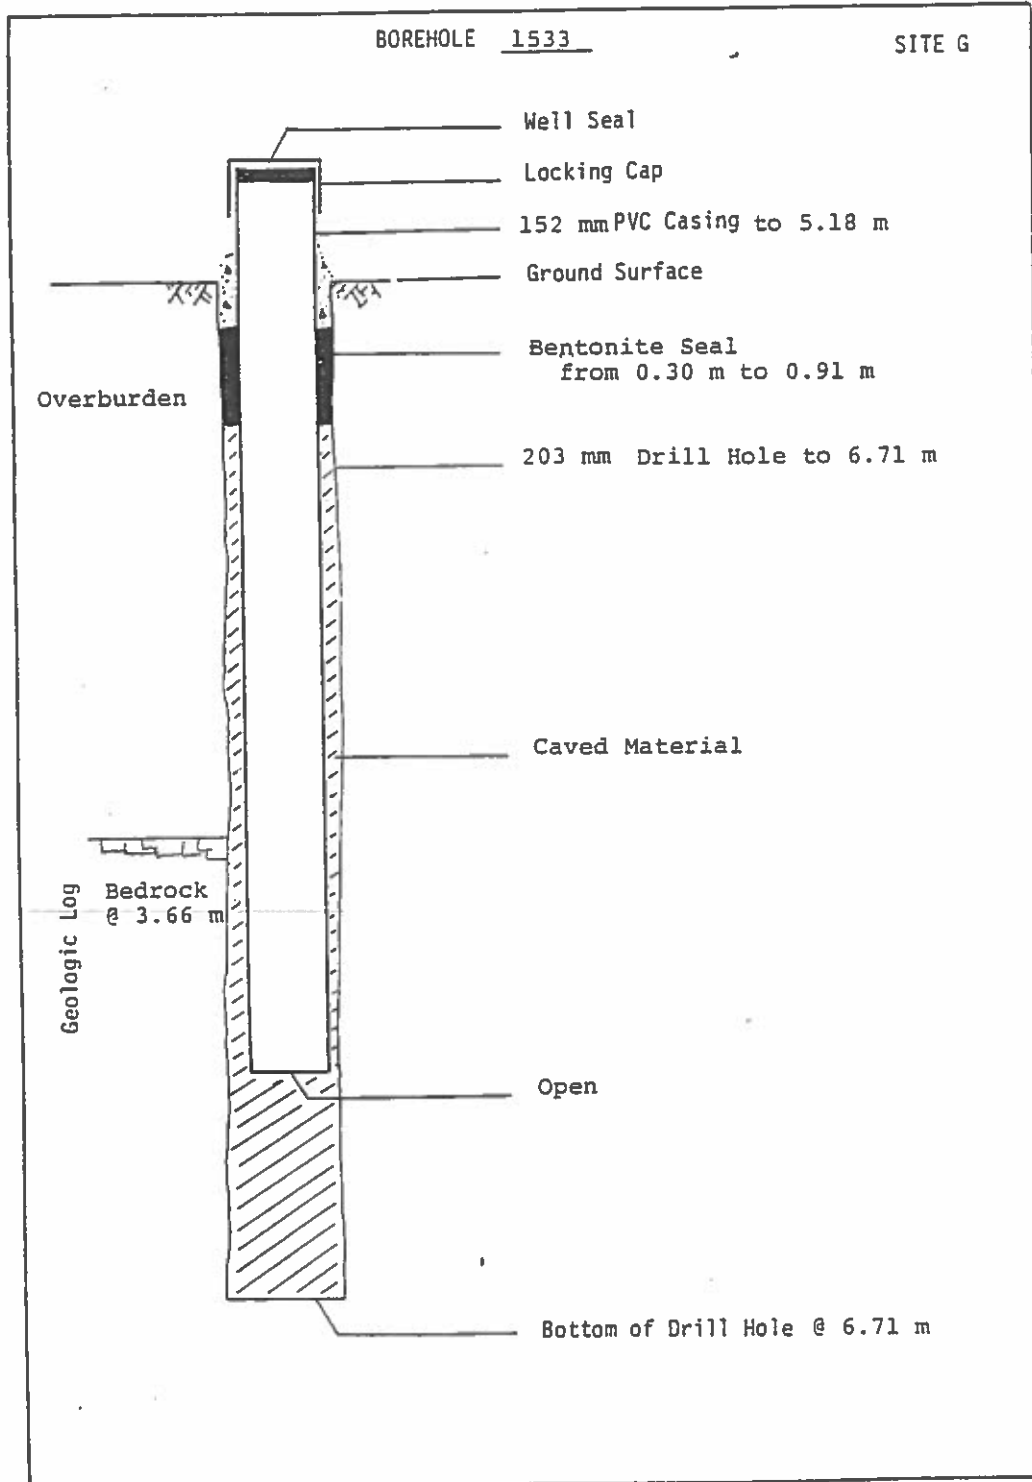 BOREHOLE 1533
SITE G
Well Seal
Locking Cap
152 mm PVC Casing to 5.18 m
Ground Surface
Bentonite Seal
from 0.30 m to 0.91 m
Overburden
203 mm Drill Hole to 6.71 m
Caved Material
Bedrock
@ 3.66 m
Geologic Log
Open
Bottom of Drill Hole @ 6.71 m